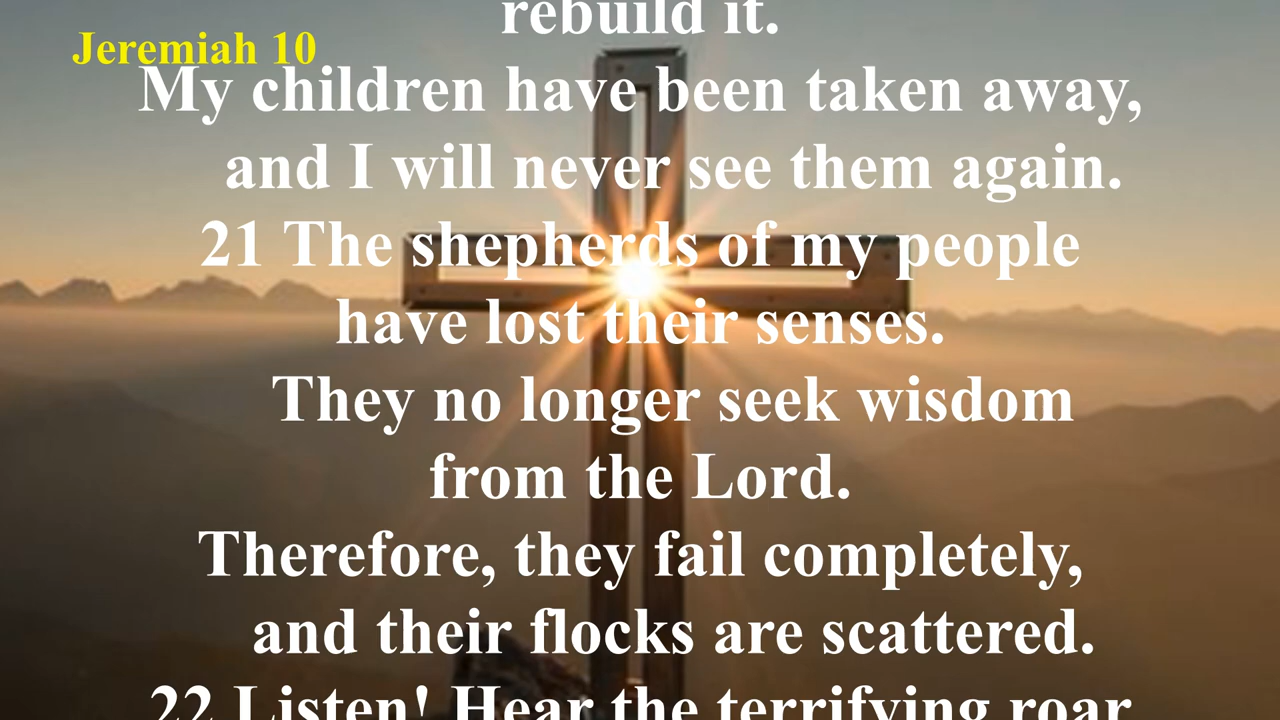 rebuild it.
Jeremiah 10
My children have been taken away,
and I will never see them again.
21 The shepherds of my people
have lost their senses.
They no longer seek wisdom
from the Lord.
Therefore, they fail completely,
and their flocks are scattered.
22 Listen! Hear the terrifying roar